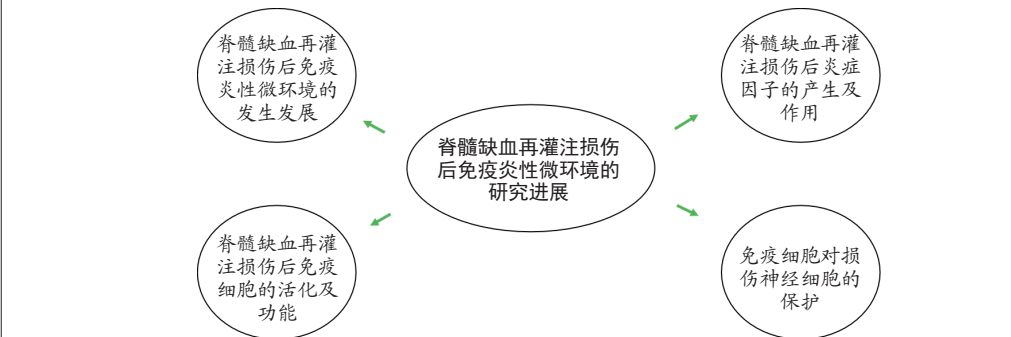 脊髓缺血再灌
注损伤后免疫
炎性微环境的
发生发展
脊髓缺血再灌
注损伤后炎症
因子的产生及
作用
脊髓缺血再灌注损伤
后免疫炎性微环境的
研究进展
脊髓缺血再灌
注损伤后免疫
细胞的活化及
功能
免疫细胞对损
伤神经细胞的
保护